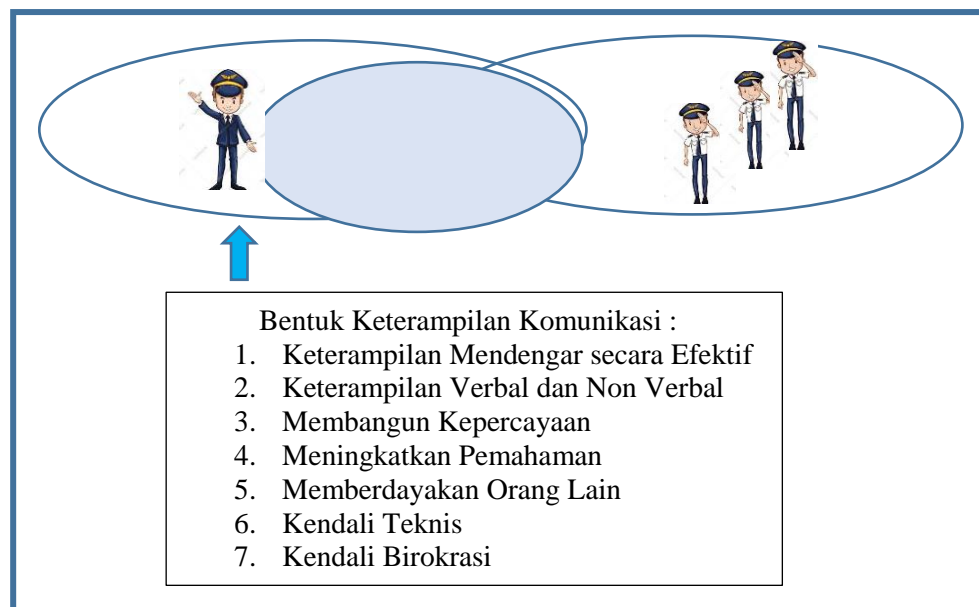 Bentuk Keterampilan Komunikasi :
1. Keterampilan Mendengar secara Efektif
2. Keterampilan Verbal dan Non Verbal
3. Membangun Kepercayaan
4. Meningkatkan Pemahaman
5. Memberdayakan Orang Lain
6. Kendali Teknis
7. Kendali Birokrasi